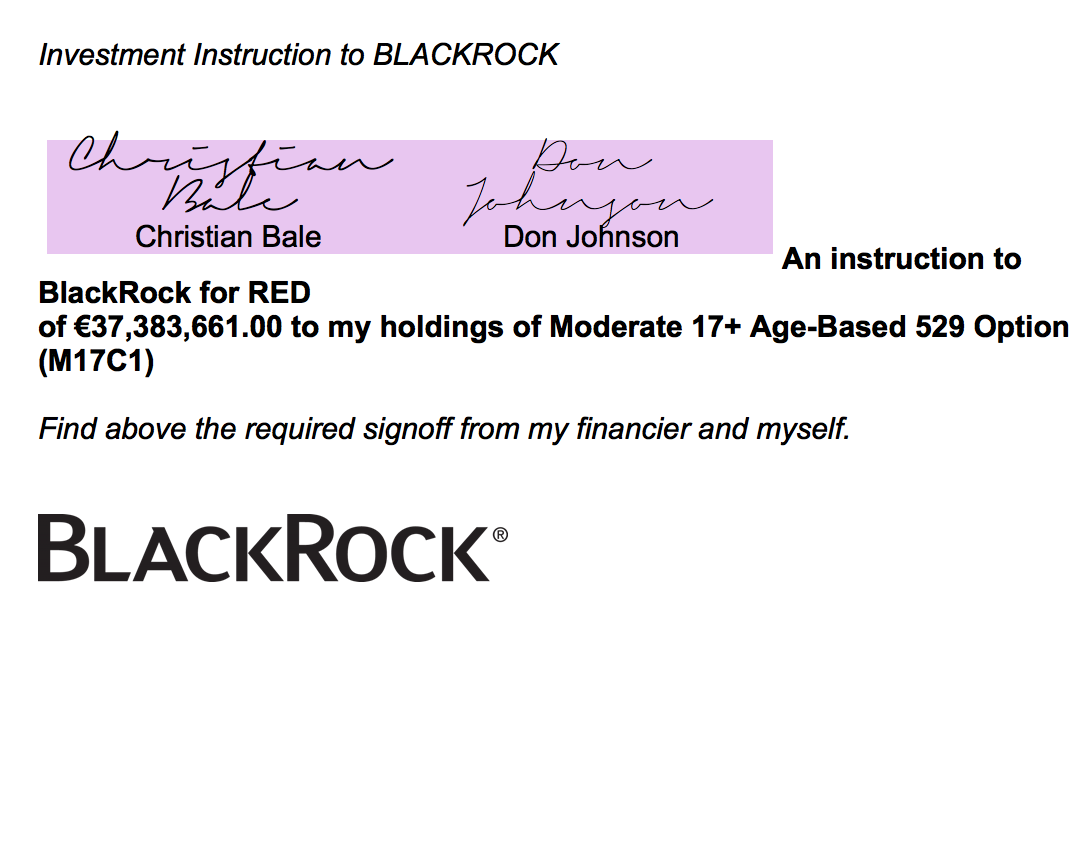 Investment Instruction to BLACKROCK
Christian Don
Bale Johnson
Christian Bale Don Johnson
An instruction to
BlackRock for RED
of €37,383,661.00 to my holdings of Moderate 17+ Age-Based 529 Option
(M17C1)
Find above the required signoff from my financier and myself.
BLACKROCK®